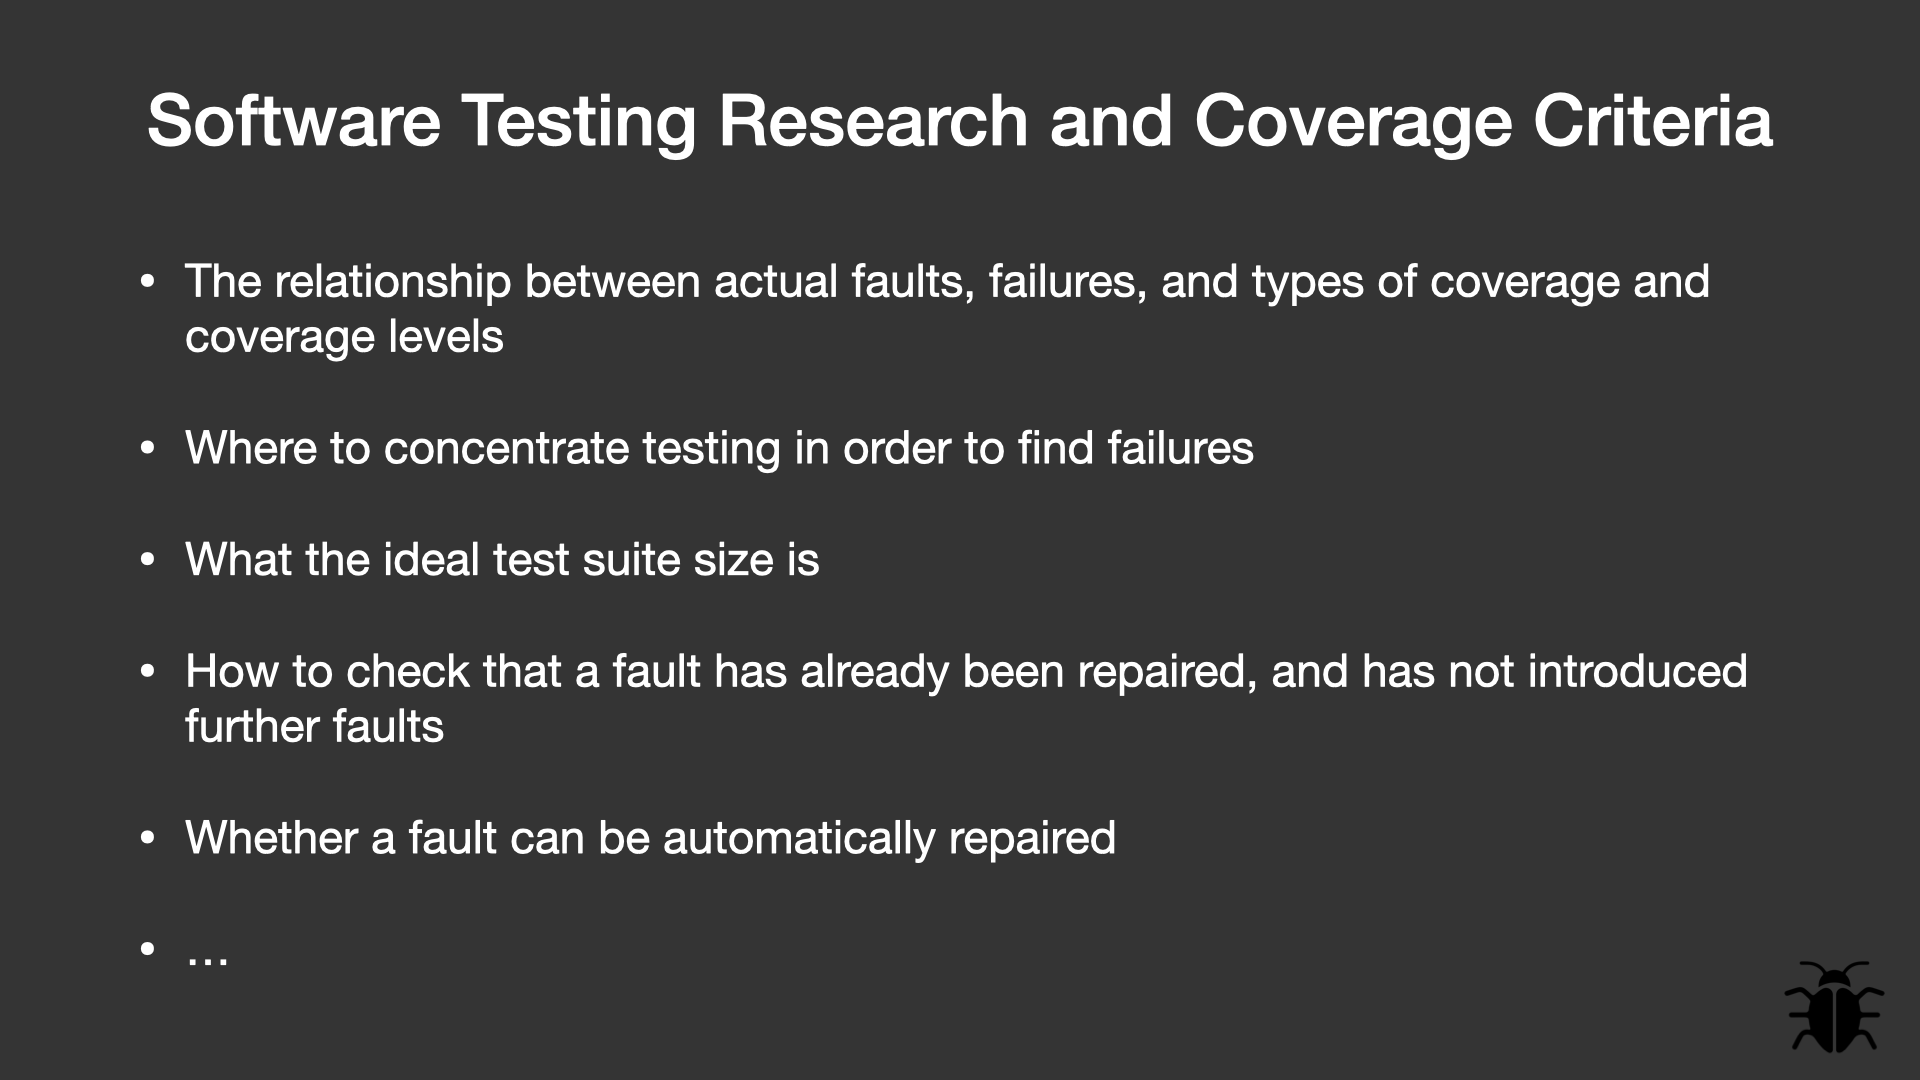 Software Testing Research and Coverage Criteria
• The relationship between actual faults, failures, and types of coverage and
coverage levels
• Where to concentrate testing in order to find failures
• What the ideal test suite size is
• How to check that a fault has already been repaired, and has not introduced
further faults
• Whether a fault can be automatically repaired
• …